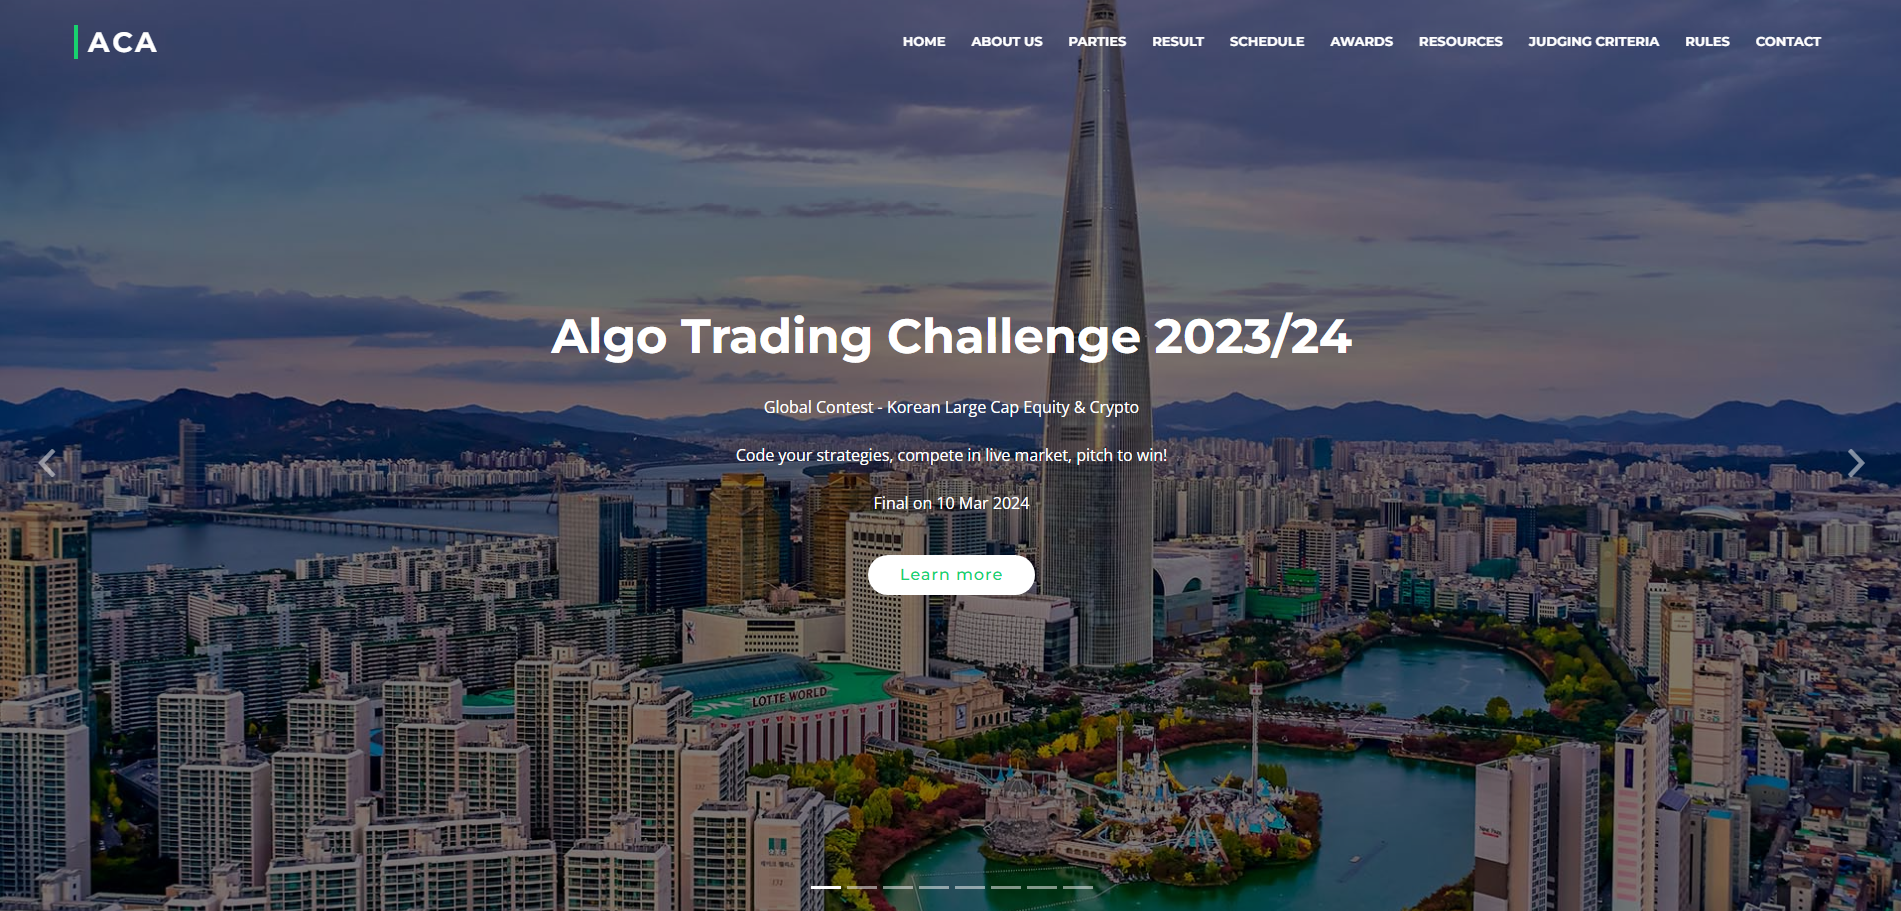 ACA
HOME ABOUT US PARTIES RESULT SCHEDULE AWARDS RESOURCES JUDGING CRITERIA RULES CONTACT
Algo Trading Challenge 2023/24
Global Contest - Korean Large Cap Equity & Crypto
Code your strategies, compete in live market, pitch to win!
Final on 10 Mar 2024
Learn more
LOTTE WORLD